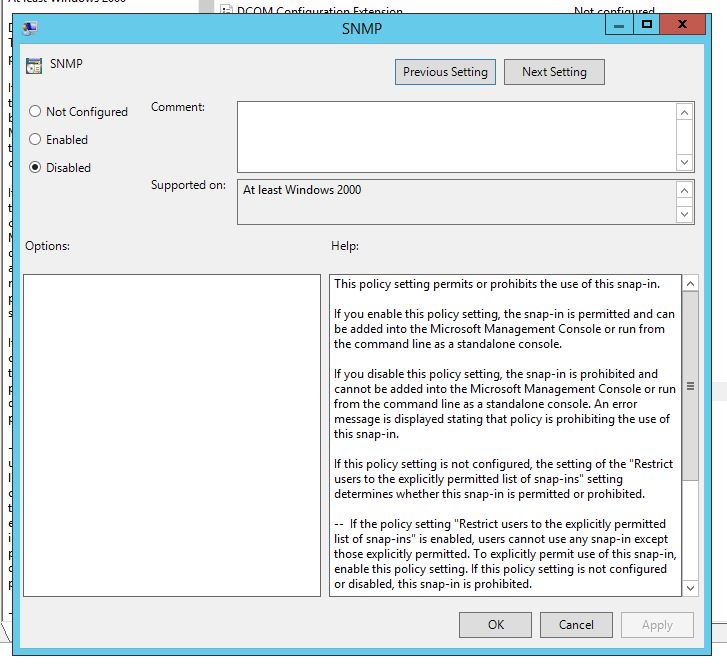 At least Windows 2000
DCOM Configuration Extension
Not configured
SNMP
SNMP
Previous Setting
Next Setting
Not Configured
Enabled
Disabled
Comment:
Supported on:
At least Windows 2000
Options:
Help:
This policy setting permits or prohibits the use of this snap-in.
If you enable this policy setting, the snap-in is permitted and can
be added into the Microsoft Management Console or run from
the command line as a standalone console.
If you disable this policy setting, the snap-in is prohibited and
cannot be added into the Microsoft Management Console or run
from the command line as a standalone console. An error
message is displayed stating that policy is prohibiting the use of
this snap-in.
If this policy setting is not configured, the setting of the "Restrict
users to the explicitly permitted list of snap-ins" setting
determines whether this snap-in is permitted or prohibited.
-- If the policy setting "Restrict users to the explicitly permitted
list of snap-ins" is enabled, users cannot use any snap-in except
those explicitly permitted. To explicitly permit use of this snap-in,
enable this policy setting. If this policy setting is not configured
or disabled, this snap-in is prohibited.
OK
Cancel
Apply